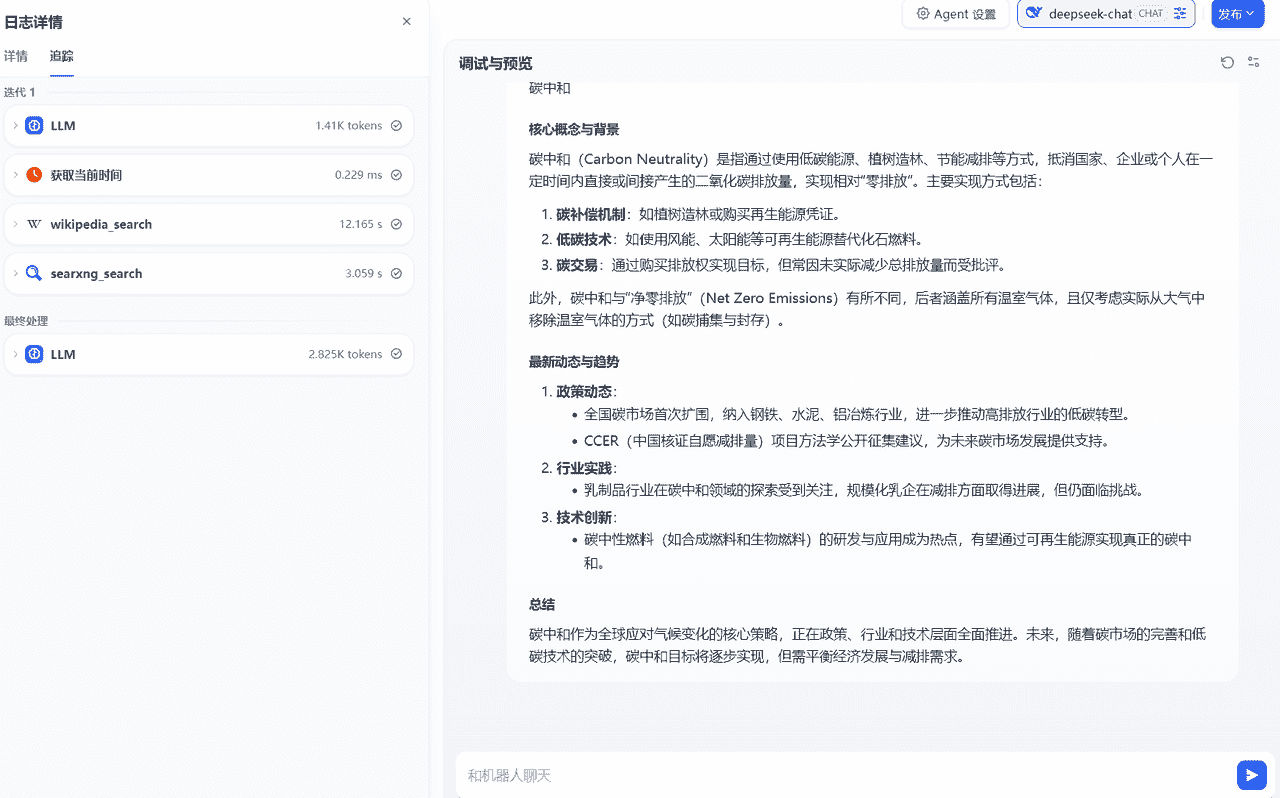 日志详情
详情 追踪
迭代 1
LLM 1.41K tokens
获取当前时间 0.229 ms
wikipedia_search 12.165 s
searxng_search 3.059 s
最终处理
LLM 2.825K tokens
Agent 设置 deepseek-chat CHAT 发布
调试与预览
碳中和
核心概念与背景
碳中和（Carbon Neutrality）是指通过使用低碳能源、植树造林、节能减排等方式，抵消国家、企业或个人在一
定时间内直接或间接产生的二氧化碳排放量，实现相对“零排放”。主要实现方式包括：
1. 碳补偿机制：如植树造林或购买再生能源凭证。
2. 低碳技术：如使用风能、太阳能等可再生能源替代化石燃料。
3. 碳交易：通过购买排放权实现目标，但常因未实际减少总排放量而受批评。
此外，碳中和与“净零排放”（Net Zero Emissions）有所不同，后者涵盖所有温室气体，且仅考虑实际从大气中
移除温室气体的方式（如碳捕集与封存）。
最新动态与趋势
1. 政策动态：
• 全国碳市场首次扩围，纳入钢铁、水泥、铝冶炼行业，进一步推动高排放行业的低碳转型。
• CCER（中国核证自愿减排量）项目方法学公开征集建议，为未来碳市场发展提供支持。
2. 行业实践：
• 乳制品行业在碳中和领域的探索受到关注，规模化乳企在减排方面取得进展，但仍面临挑战。
3. 技术创新：
• 碳中性燃料（如合成燃料和生物燃料）的研发与应用成为热点，有望通过可再生能源实现真正的碳中
和。
总结
碳中和作为全球应对气候变化的核心策略，正在政策、行业和技术层面全面推进。未来，随着碳市场的完善和低
碳技术的突破，碳中和目标将逐步实现，但需平衡经济发展与减排需求。
和机器人聊天